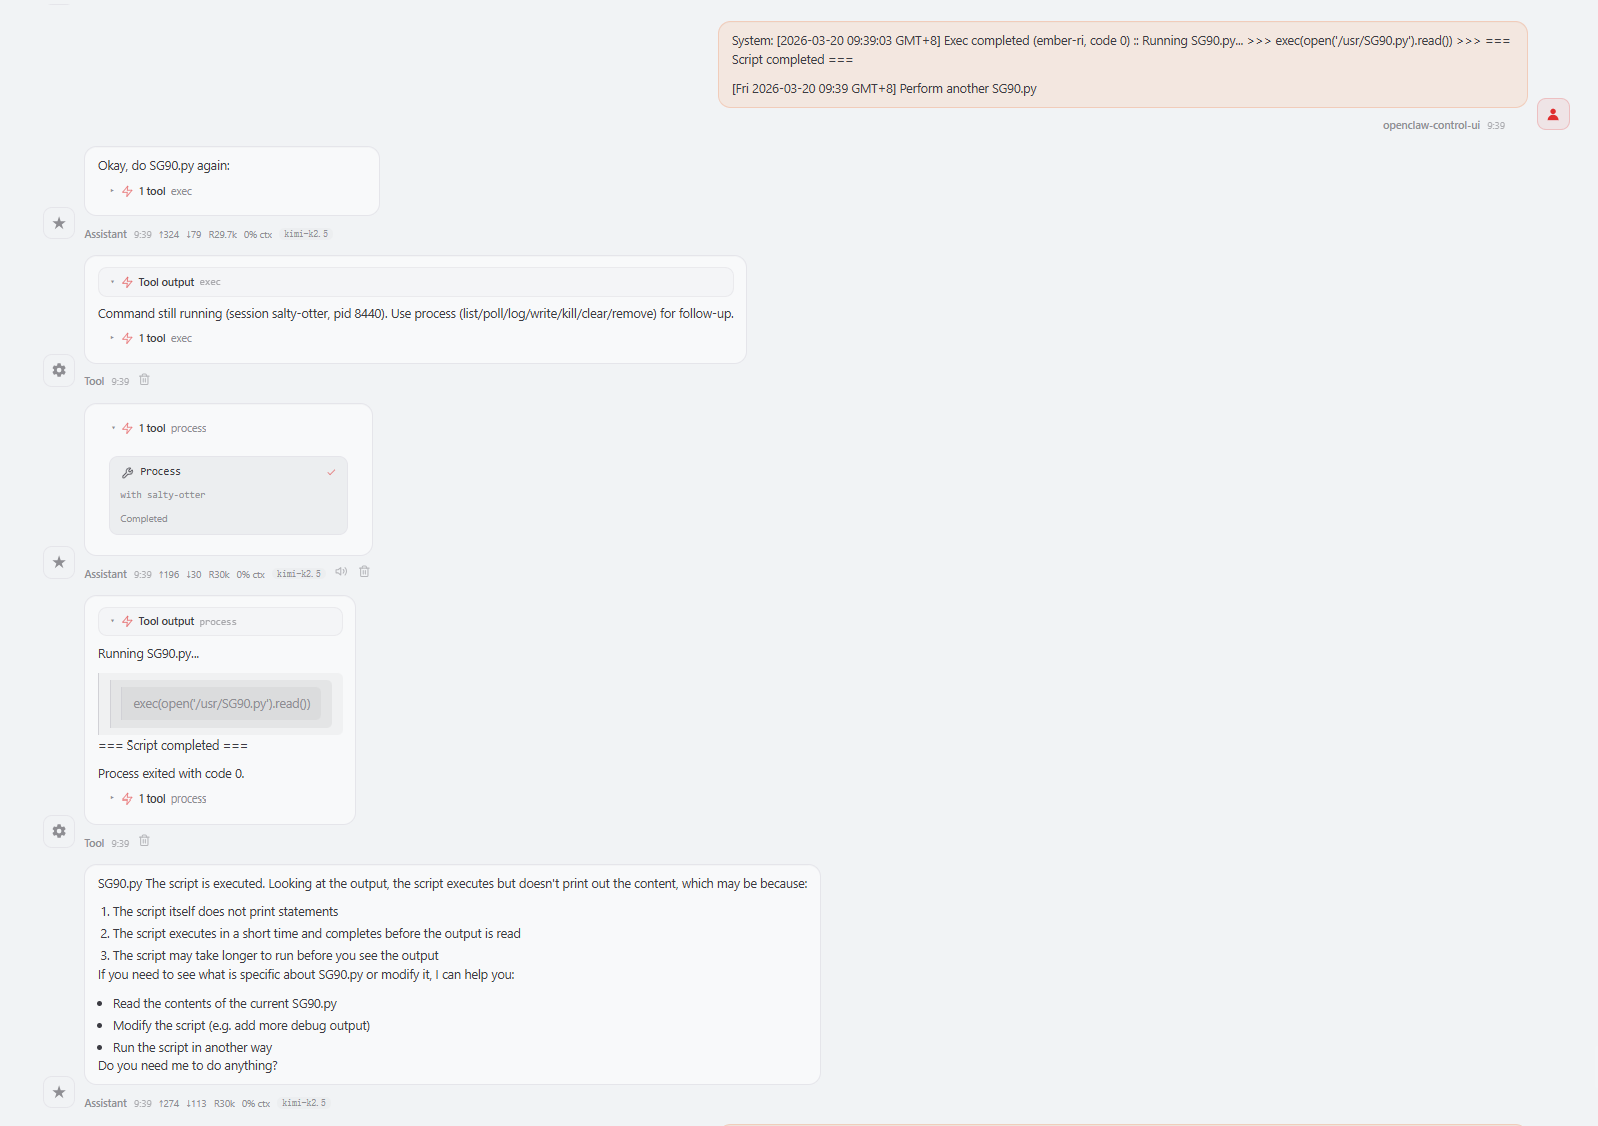 System: [2026-03-20 09:39:03 GMT+8] Exec completed (ember-ri, code 0) :: Running SG90.py... >>> exec(open('/usr/SG90.py').read()) >>> ===
Script completed ===
[Fri 2026-03-20 09:39 GMT+8] Perform another SG90.py
openclaw-control-ui 9:39
Okay, do SG90.py again:
1 tool exec
Assistant 9:39 ↑324 ↓79 R29.7k 0% ctx kimi-k2.5
Tool output exec
Command still running (session salty-otter, pid 8440). Use process (list/poll/log/write/kill/clear/remove) for follow-up.
1 tool exec
Tool 9:39
1 tool process
Process
with salty-otter
Completed
Assistant 9:39 ↑196 ↓30 R30k 0% ctx kimi-k2.5
Tool output process
Running SG90.py...
exec(open('/usr/SG90.py').read())
=== Script completed ===
Process exited with code 0.
1 tool process
Tool 9:39
SG90.py The script is executed. Looking at the output, the script executes but doesn't print out the content, which may be because:
1. The script itself does not print statements
2. The script executes in a short time and completes before the output is read
3. The script may take longer to run before you see the output
If you need to see what is specific about SG90.py or modify it, I can help you:
• Read the contents of the current SG90.py
• Modify the script (e.g. add more debug output)
• Run the script in another way
Do you need me to do anything?
Assistant 9:39 ↑274 ↓113 R30k 0% ctx kimi-k2.5